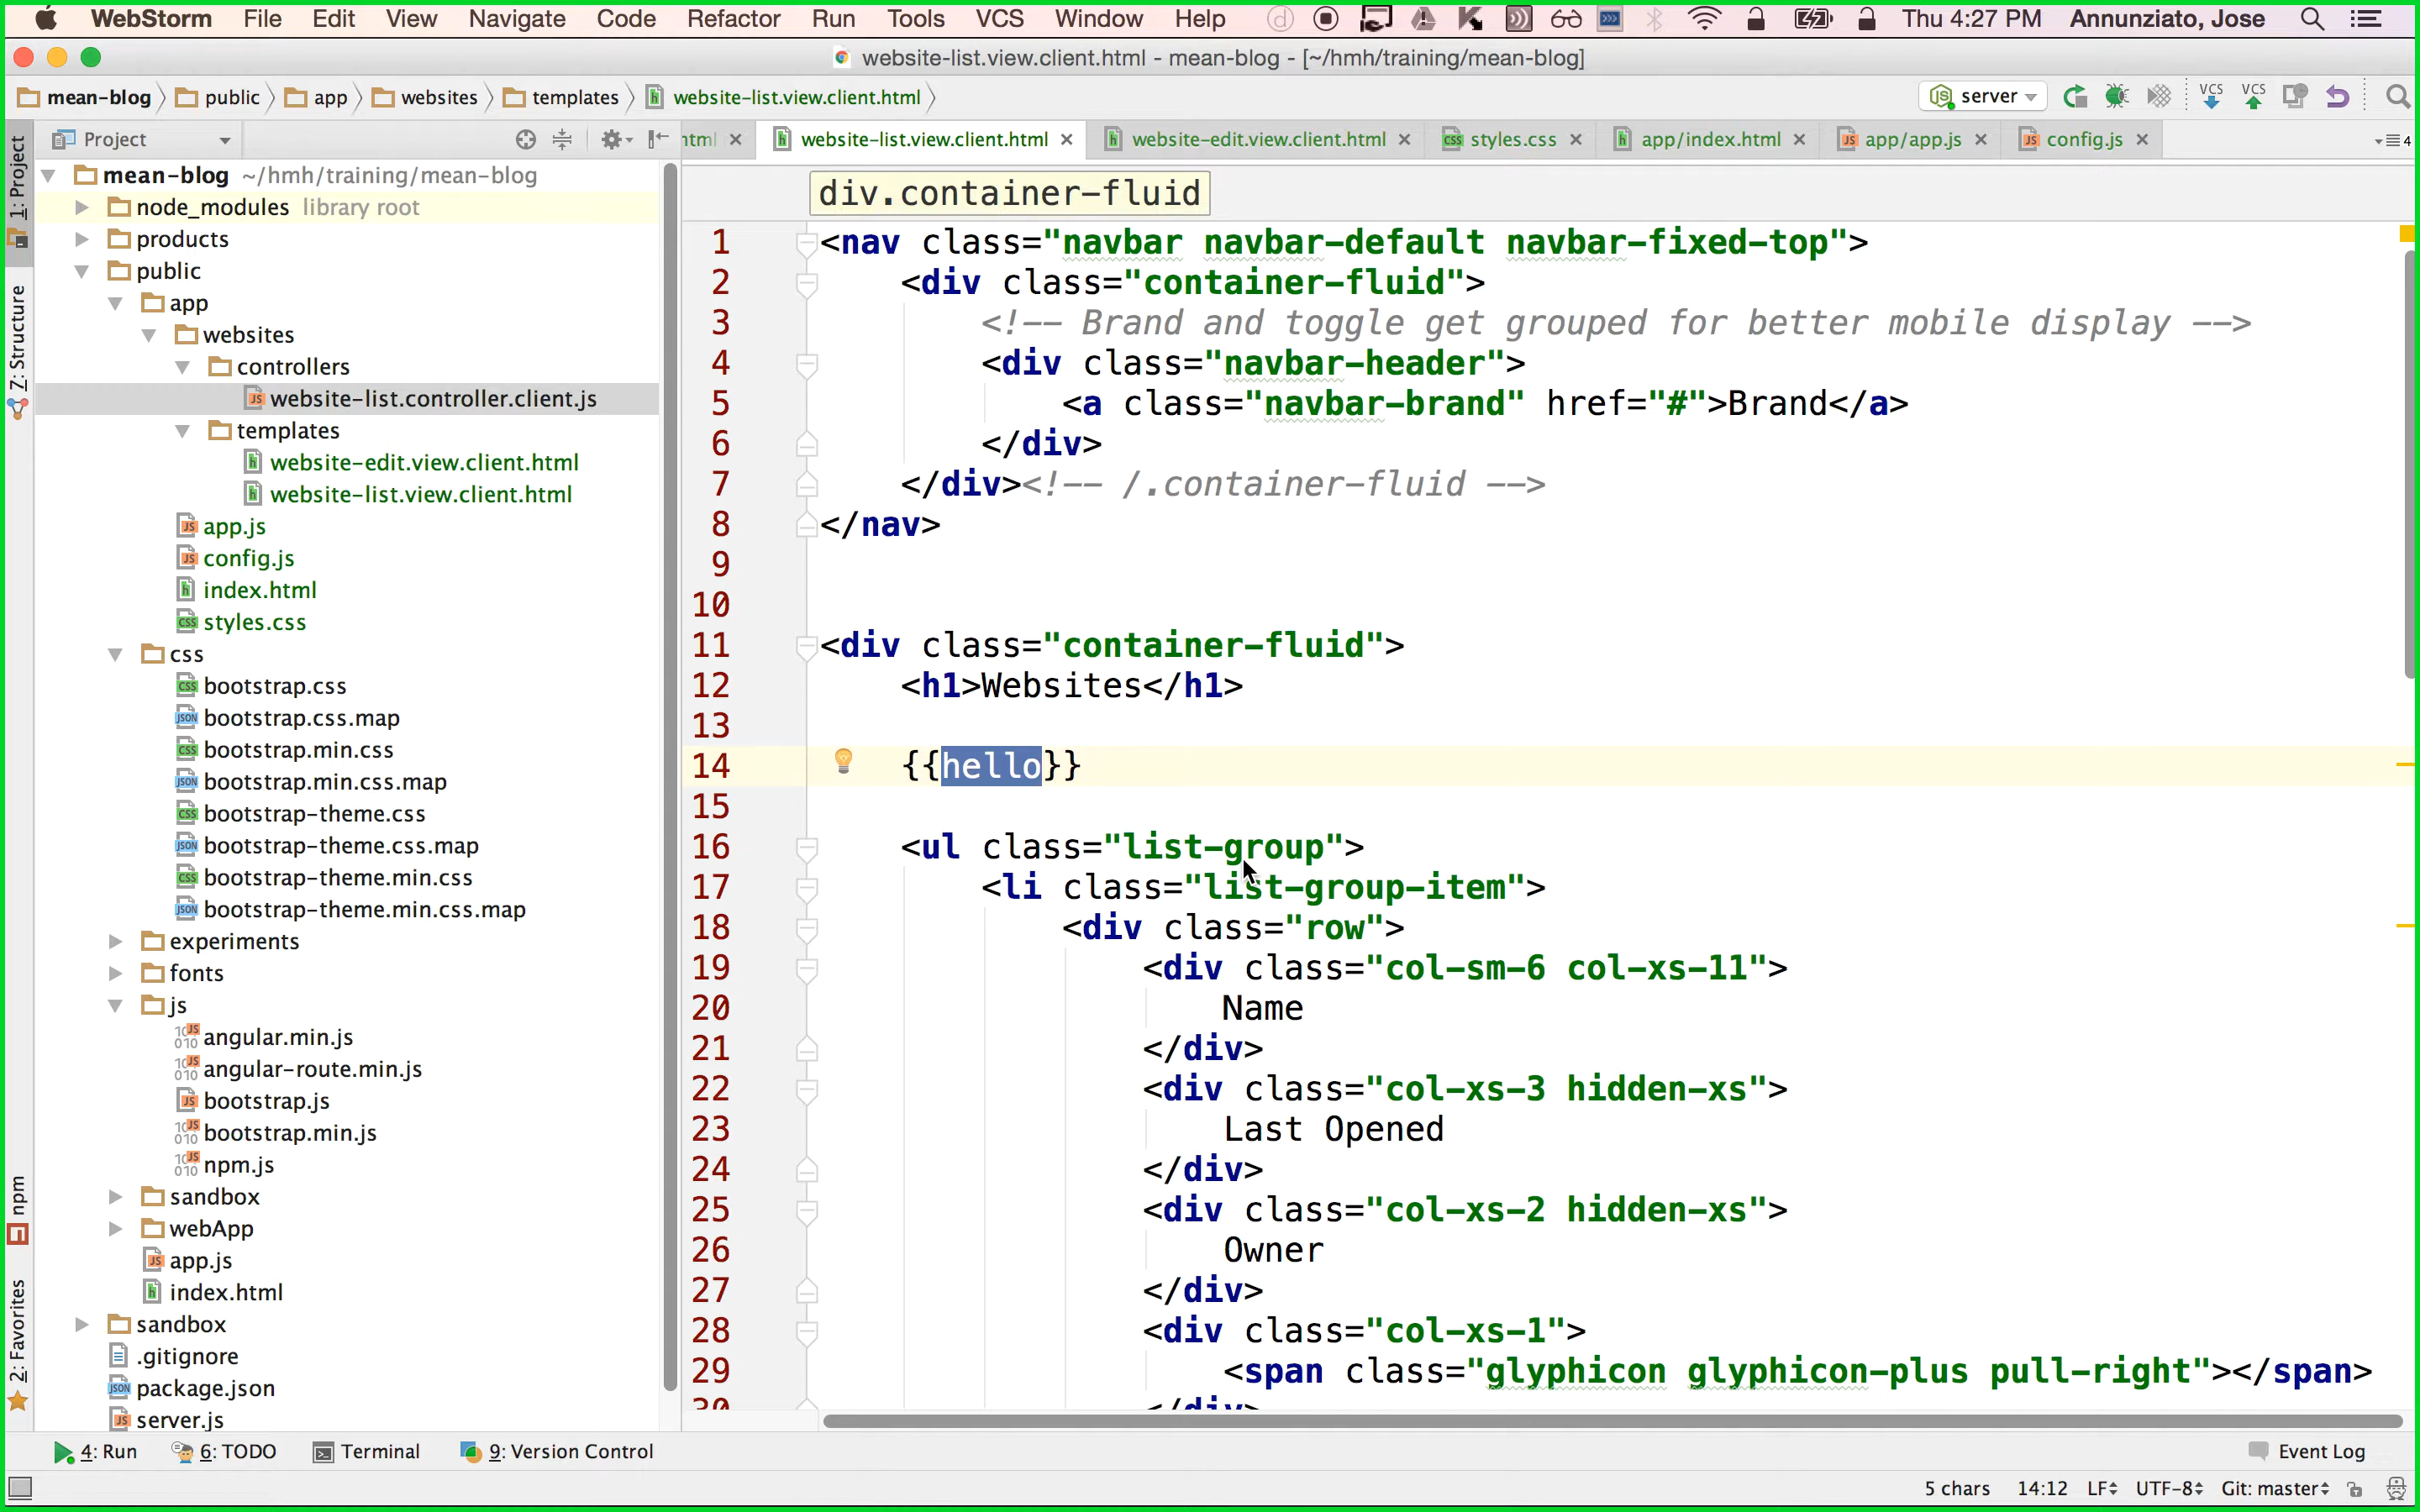 WebStorm File Edit View Navigate Code Refactor Run Tools VCS Window Help Thu 4:27 PM Annunziato, Jose
website-list.view.client.html - mean-blog - [~/hmh/training/mean-blog]
mean-blog public app websites templates website-list.view.client.html server VCS VCS
Project html website-list.view.client.html website-edit.view.client.html styles.css app/index.html app/app.js config.js 4
1: Project
7: Structure
npm
2: Favorites
mean-blog ~/hmh/training/mean-blog
node_modules library root
products
public
app
websites
controllers
website-list.controller.client.js
templates
website-edit.view.client.html
website-list.view.client.html
app.js
config.js
index.html
styles.css
css
bootstrap.css
bootstrap.css.map
bootstrap.min.css
bootstrap.min.css.map
bootstrap-theme.css
bootstrap-theme.css.map
bootstrap-theme.min.css
bootstrap-theme.min.css.map
experiments
fonts
js
angular.min.js
angular-route.min.js
bootstrap.js
bootstrap.min.js
npm.js
sandbox
webApp
app.js
index.html
sandbox
.gitignore
package.json
server.js
div.container-fluid
1 <nav class="navbar navbar-default navbar-fixed-top">
2 <div class="container-fluid">
3 <!-- Brand and toggle get grouped for better mobile display -->
4 <div class="navbar-header">
5 <a class="navbar-brand" href="#">Brand</a>
6 </div>
7 </div><!-- /.container-fluid -->
8 </nav>
9
10
11 <div class="container-fluid">
12 <h1>Websites</h1>
13
14 {{hello}}
15
16 <ul class="list-group">
17 <li class="list-group-item">
18 <div class="row">
19 <div class="col-sm-6 col-xs-11">
20 Name
21 </div>
22 <div class="col-xs-3 hidden-xs">
23 Last Opened
24 </div>
25 <div class="col-xs-2 hidden-xs">
26 Owner
27 </div>
28 <div class="col-xs-1">
29 <span class="glyphicon glyphicon-plus pull-right"></span>
30 </div>
4: Run 6: TODO Terminal 9: Version Control Event Log
5 chars 14:12 LF UTF-8 Git: master